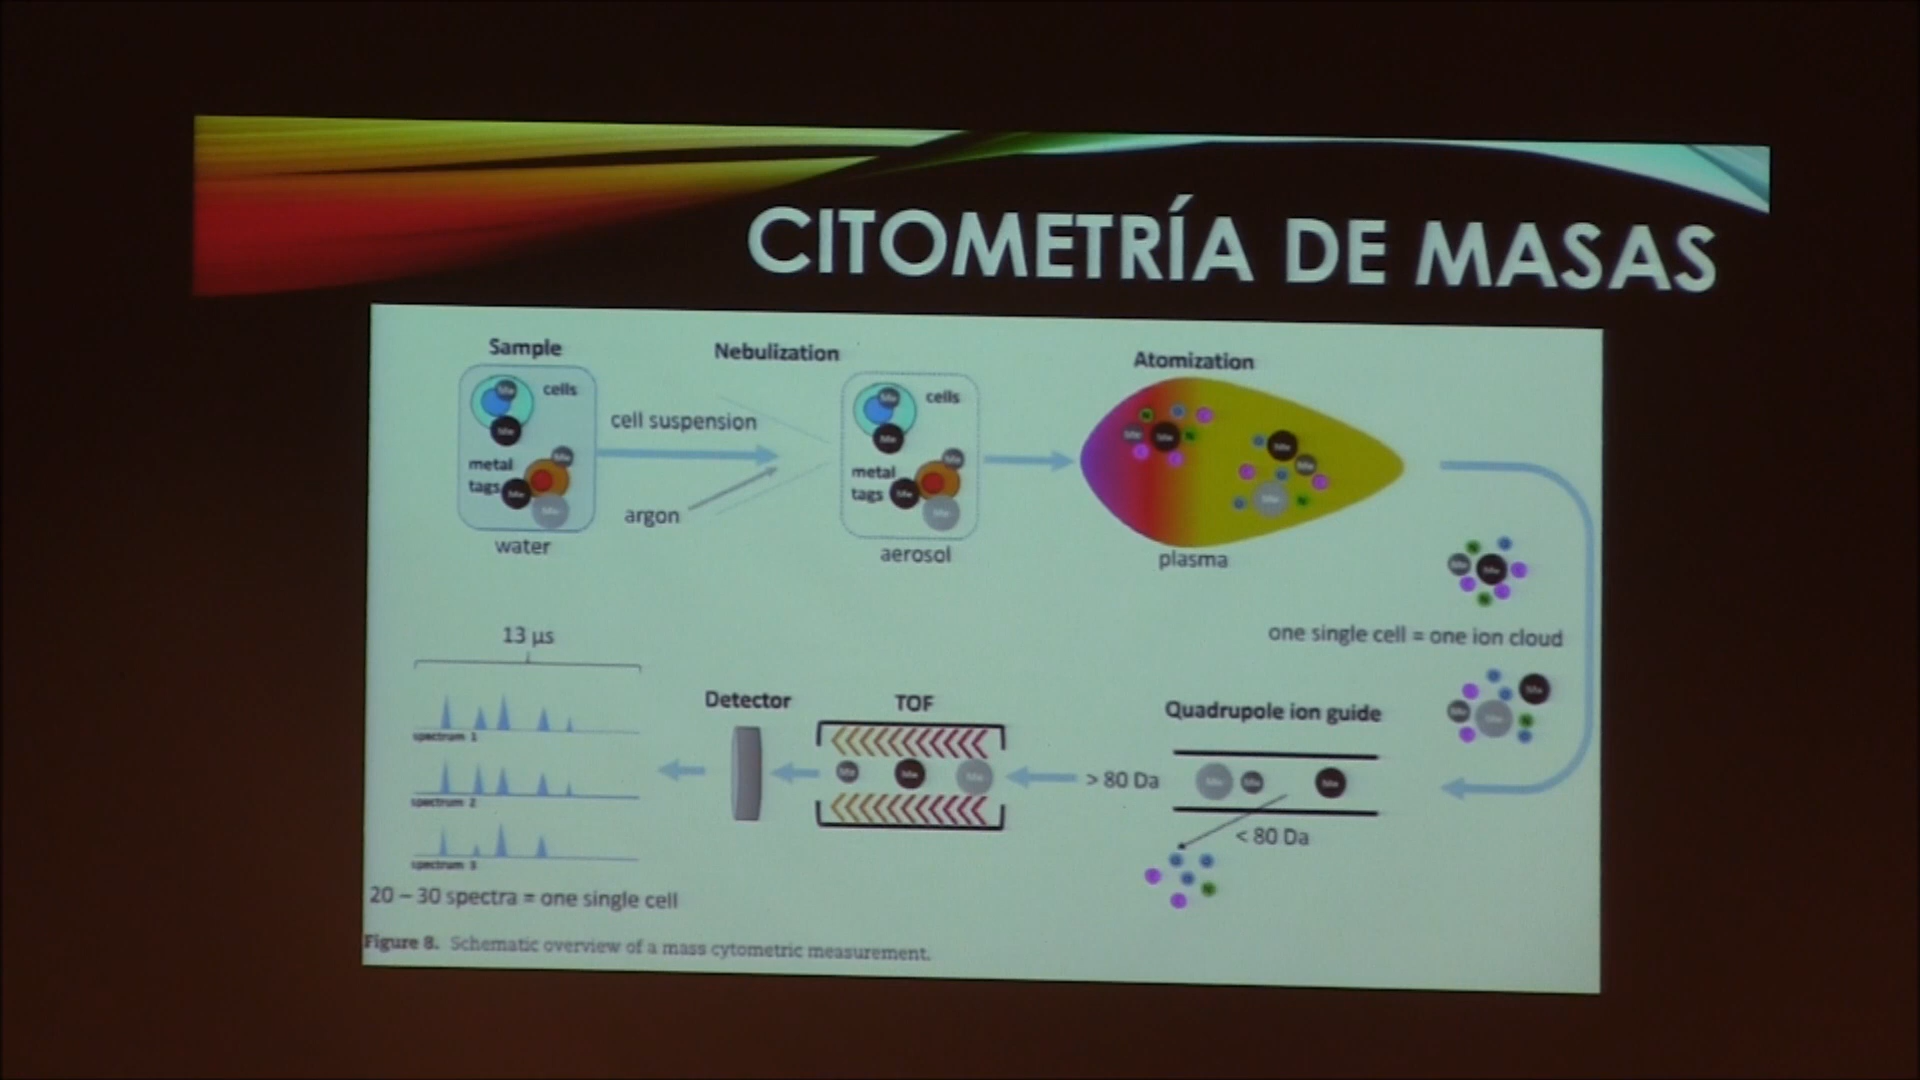 CITOMETRÍA DE MASAS
Sample
Nebulization
Atomization
cells
cell suspension
metal
tags
argon
water
cells
metal
tags
aerosol
plasma
one single cell = one ion cloud
13 µs
spectrum 1
spectrum 2
spectrum 3
20 – 30 spectra = one single cell
Detector
TOF
> 80 Da
Quadrupole ion guide
< 80 Da
Figure 8. Schematic overview of a mass cytometric measurement.